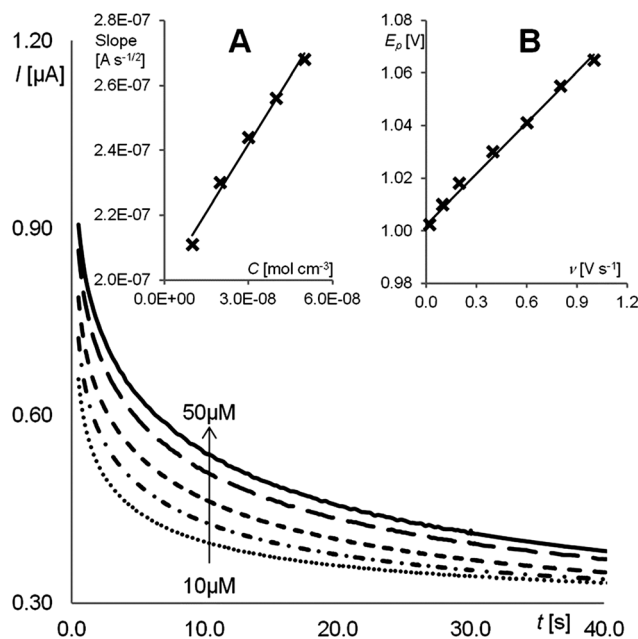 1.20
I [µA]
0.90
0.60
0.30
0.0
10.0
20.0
30.0
40.0
t [s]
50µM
10µM
A
Slope
[A s-1/2]
2.8E-07
2.6E-07
2.4E-07
2.2E-07
2.0E-07
0.0E+00
3.0E-08
6.0E-08
C [mol cm-3]
B
Ep [V]
1.08
1.06
1.04
1.02
1.00
0.98
0.0
0.3
0.6
0.9
1.2
ν [V s-1]